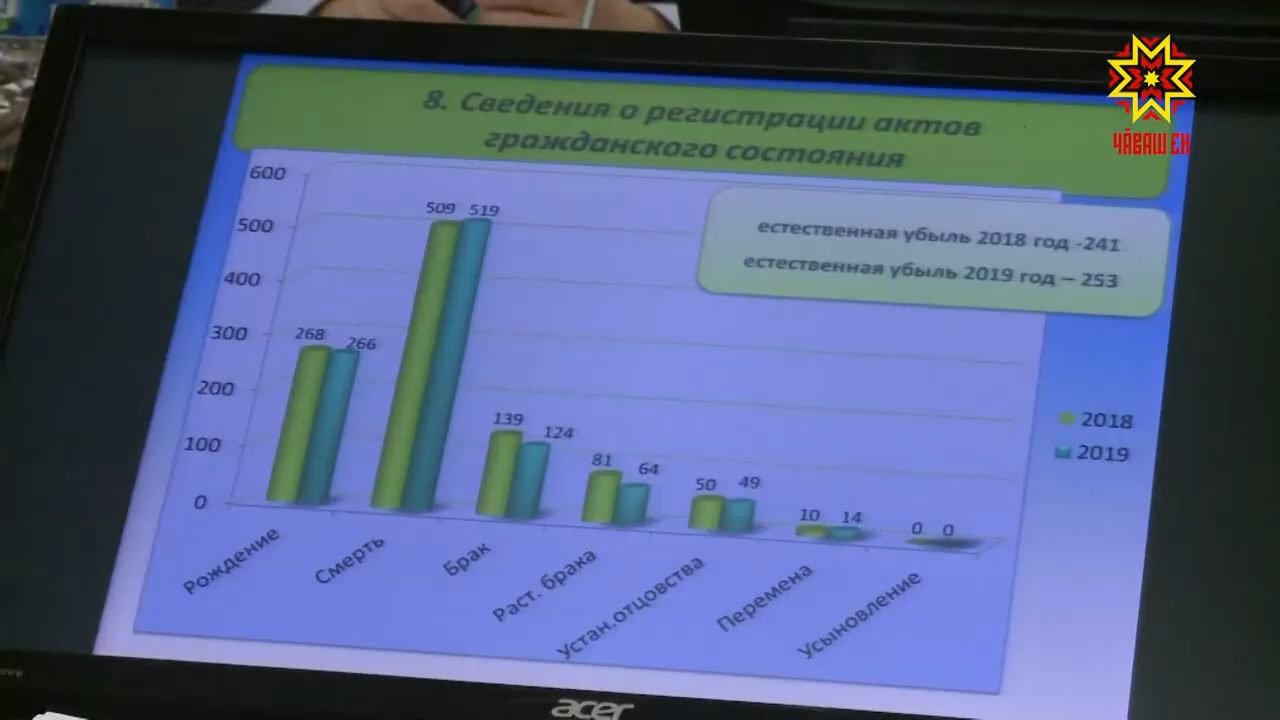 ЧӐВАШ ЕН
8. Сведения о регистрации актов
гражданского состояния
естественная убыль 2018 год -241
естественная убыль 2019 год – 253
600
500
400
300
200
100
0
268
266
509
519
139
124
81
64
50
49
10
14
0
0
2018
2019
Рождение
Смерть
Брак
Раст. брака
Устан.отцовства
Перемена
Усыновление
acer